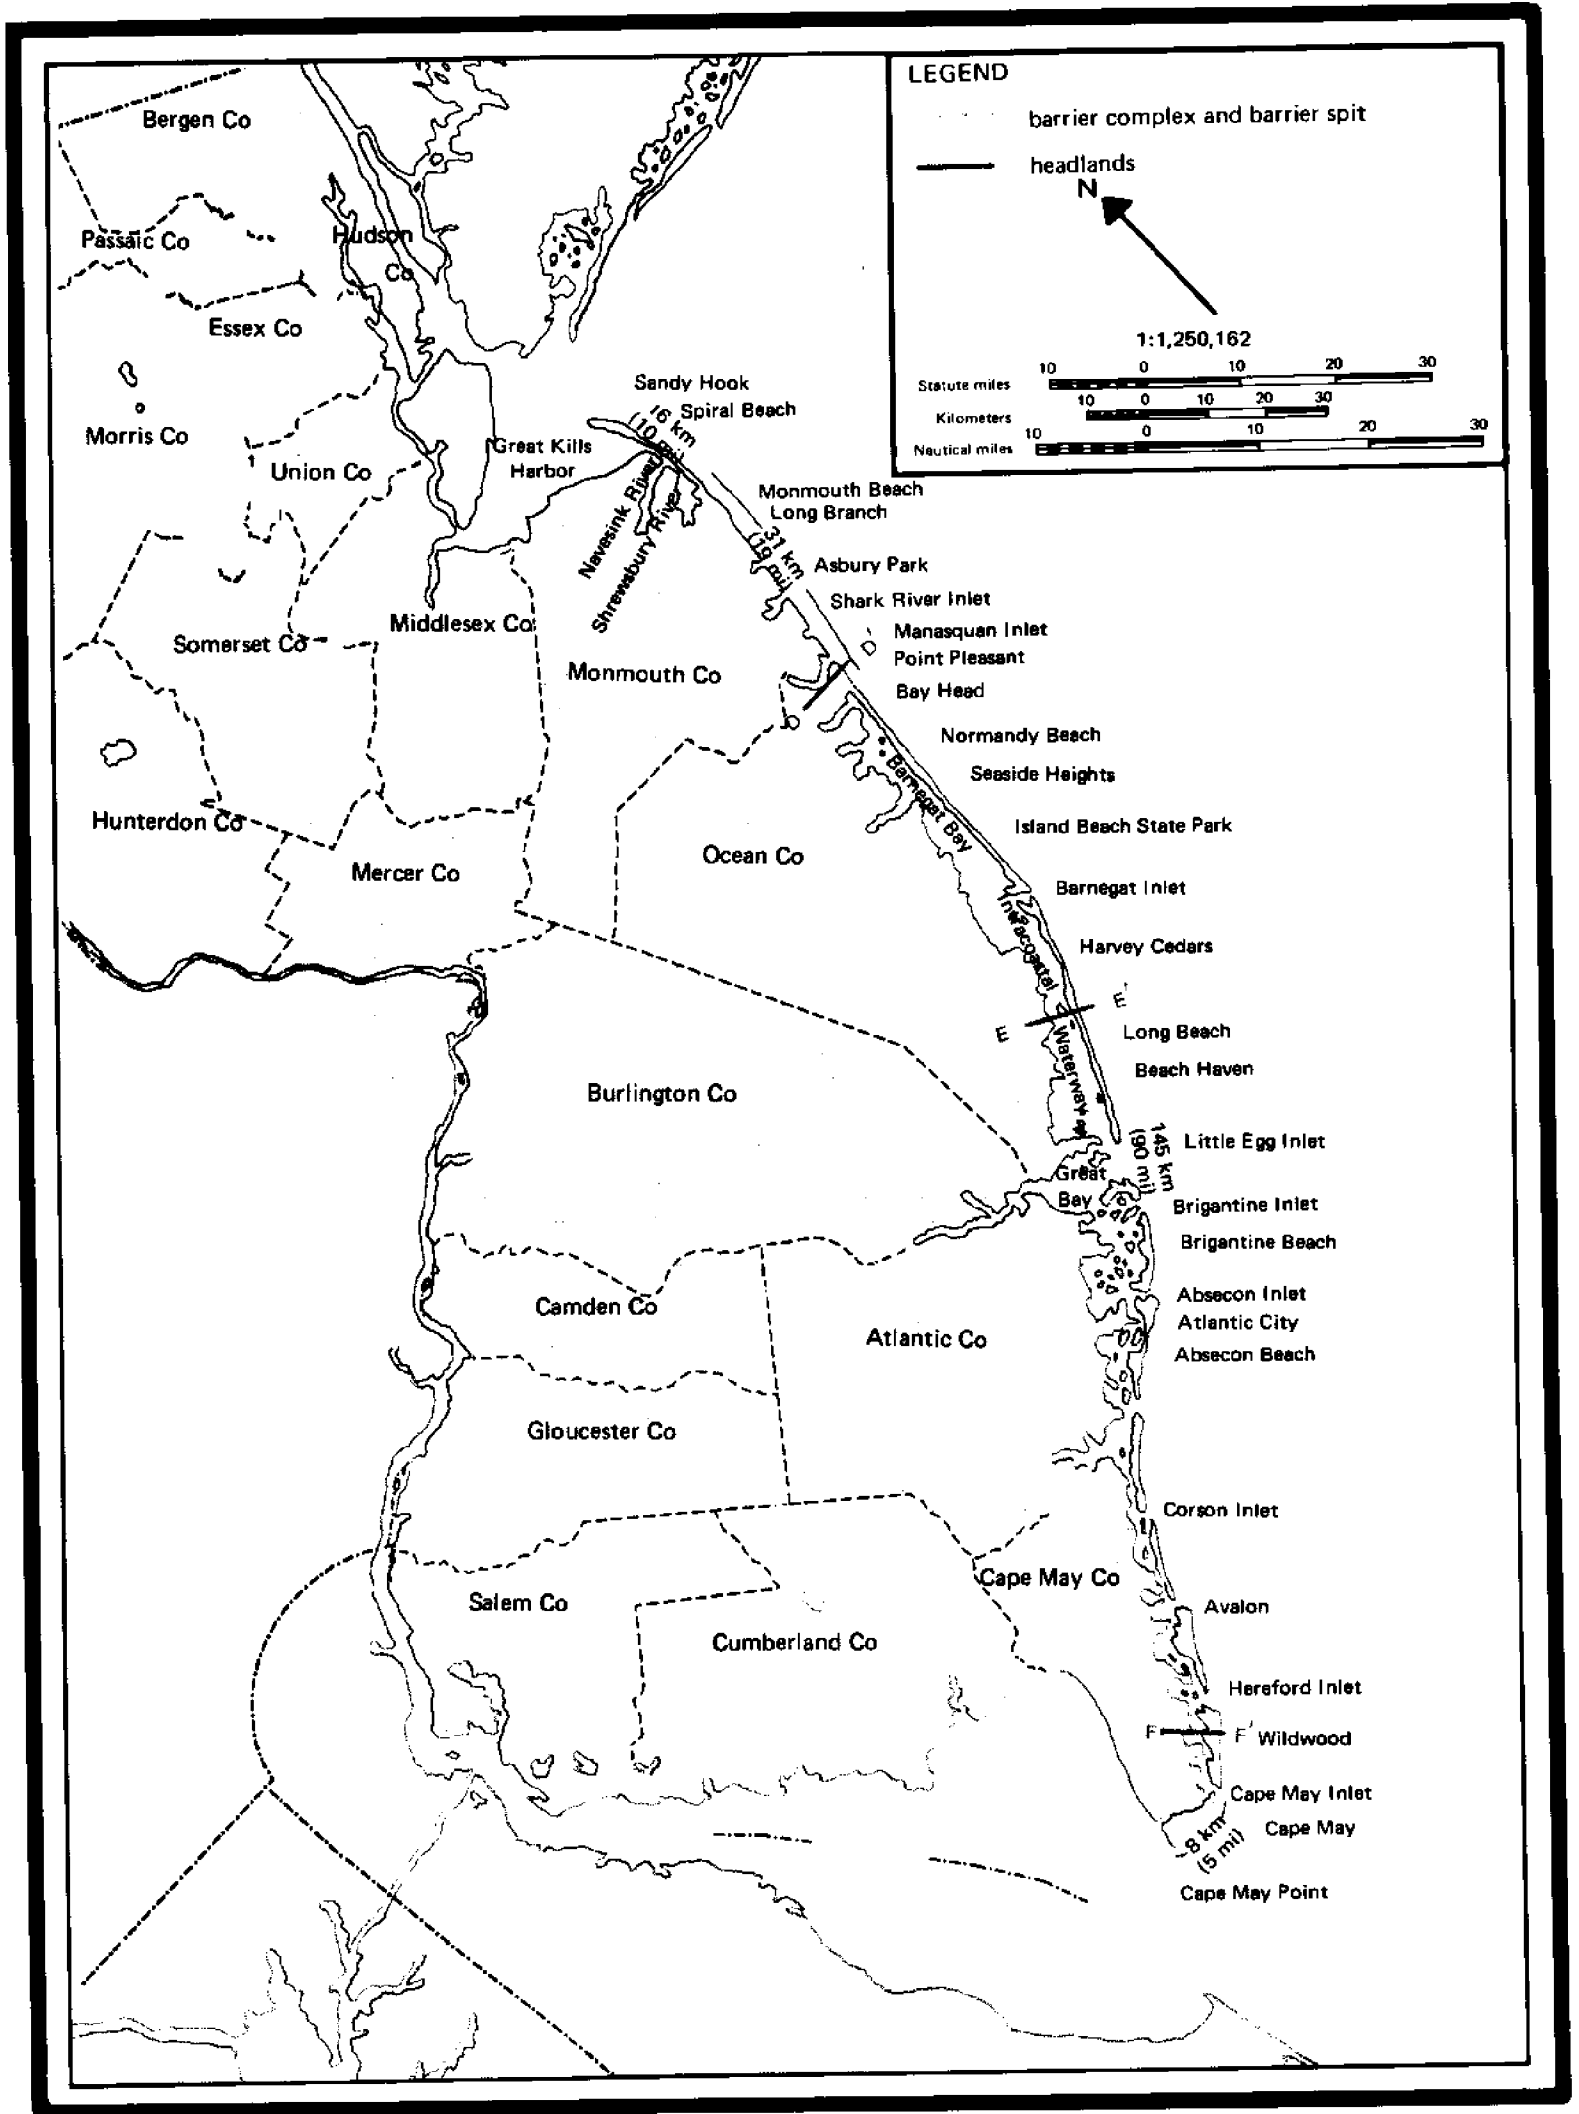 LEGEND
barrier complex and barrier spit
headlands
N
1:1,250,162
10 0 10 20 30
Statute miles
10 0 10 20 30
Kilometers
10 0 10 20 30
Nautical miles
Bergen Co
Passaic Co
Hudson
Co
Essex Co
Morris Co
Union Co
Great Kills
Harbor
Sandy Hook
Spiral Beach
16 km
(10 mi)
Navesink River
Shrewsbury River
Monmouth Beach
Long Branch
31 km
(19 mi)
Asbury Park
Shark River Inlet
Manasquan Inlet
Point Pleasant
D'
D
Bay Head
Somerset Co
Middlesex Co
Monmouth Co
Normandy Beach
Seaside Heights
Barnegat Bay
Island Beach State Park
Hunterdon Co
Mercer Co
Ocean Co
Barnegat Inlet
Intracoastal
Waterway
Harvey Cedars
E
E'
Long Beach
Beach Haven
Burlington Co
145 km
(90 mi)
Little Egg Inlet
Great
Bay
Brigantine Inlet
Brigantine Beach
Camden Co
Atlantic Co
Absecon Inlet
Atlantic City
Absecon Beach
Gloucester Co
Corson Inlet
Cape May Co
Salem Co
Avalon
Cumberland Co
Hereford Inlet
F
F'
Wildwood
Cape May Inlet
8 km
(5 mi)
Cape May
Cape May Point